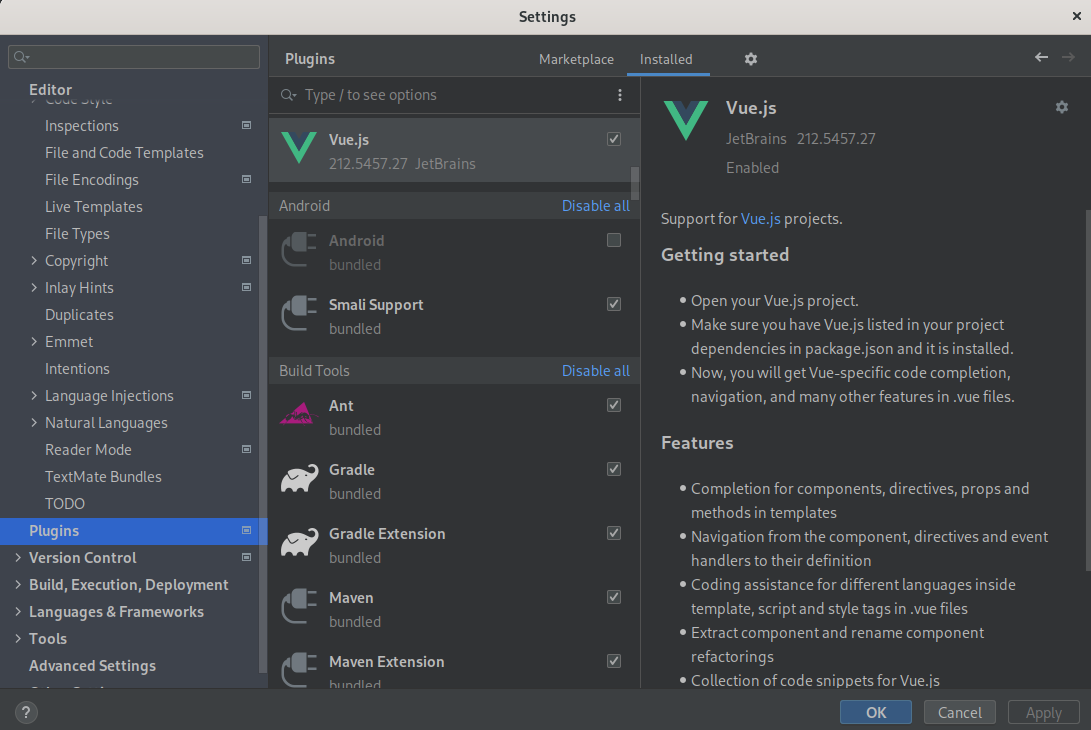 Settings
Editor
Code Style
Inspections
File and Code Templates
File Encodings
Live Templates
File Types
Copyright
Inlay Hints
Duplicates
Emmet
Intentions
Language Injections
Natural Languages
Reader Mode
TextMate Bundles
TODO
Plugins
Version Control
Build, Execution, Deployment
Languages & Frameworks
Tools
Advanced Settings
Plugins
Marketplace
Installed
Type / to see options
Vue.js
212.5457.27 JetBrains
Android
Disable all
Android
bundled
Smali Support
bundled
Build Tools
Disable all
Ant
bundled
Gradle
bundled
Gradle Extension
bundled
Maven
bundled
Maven Extension
bundled
Vue.js
JetBrains 212.5457.27
Enabled
Support for Vue.js projects.
Getting started
• Open your Vue.js project.
• Make sure you have Vue.js listed in your project
dependencies in package.json and it is installed.
• Now, you will get Vue-specific code completion,
navigation, and many other features in .vue files.
Features
• Completion for components, directives, props and
methods in templates
• Navigation from the component, directives and event
handlers to their definition
• Coding assistance for different languages inside
template, script and style tags in .vue files
• Extract component and rename component
refactorings
• Collection of code snippets for Vue.js
?
OK
Cancel
Apply